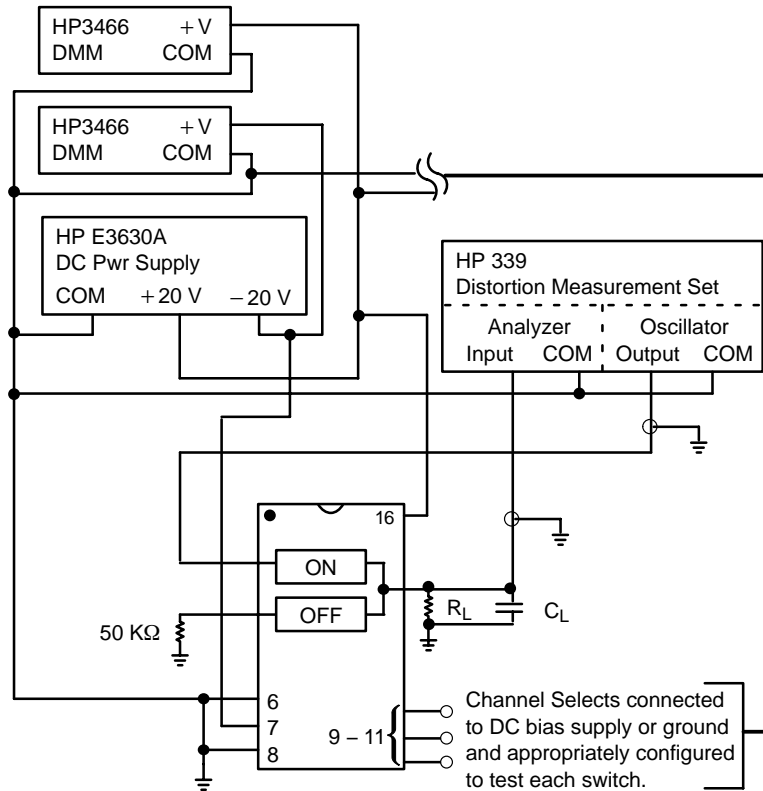 HP3466 +V
DMM COM
HP3466 +V
DMM COM
HP E3630A
DC Pwr Supply
COM +20 V −20 V
HP 339
Distortion Measurement Set
Analyzer Oscillator
Input COM Output COM
16
ON
OFF
50 KΩ
RL
CL
6
7
8
9 – 11
Channel Selects connected
to DC bias supply or ground
and appropriately configured
to test each switch.